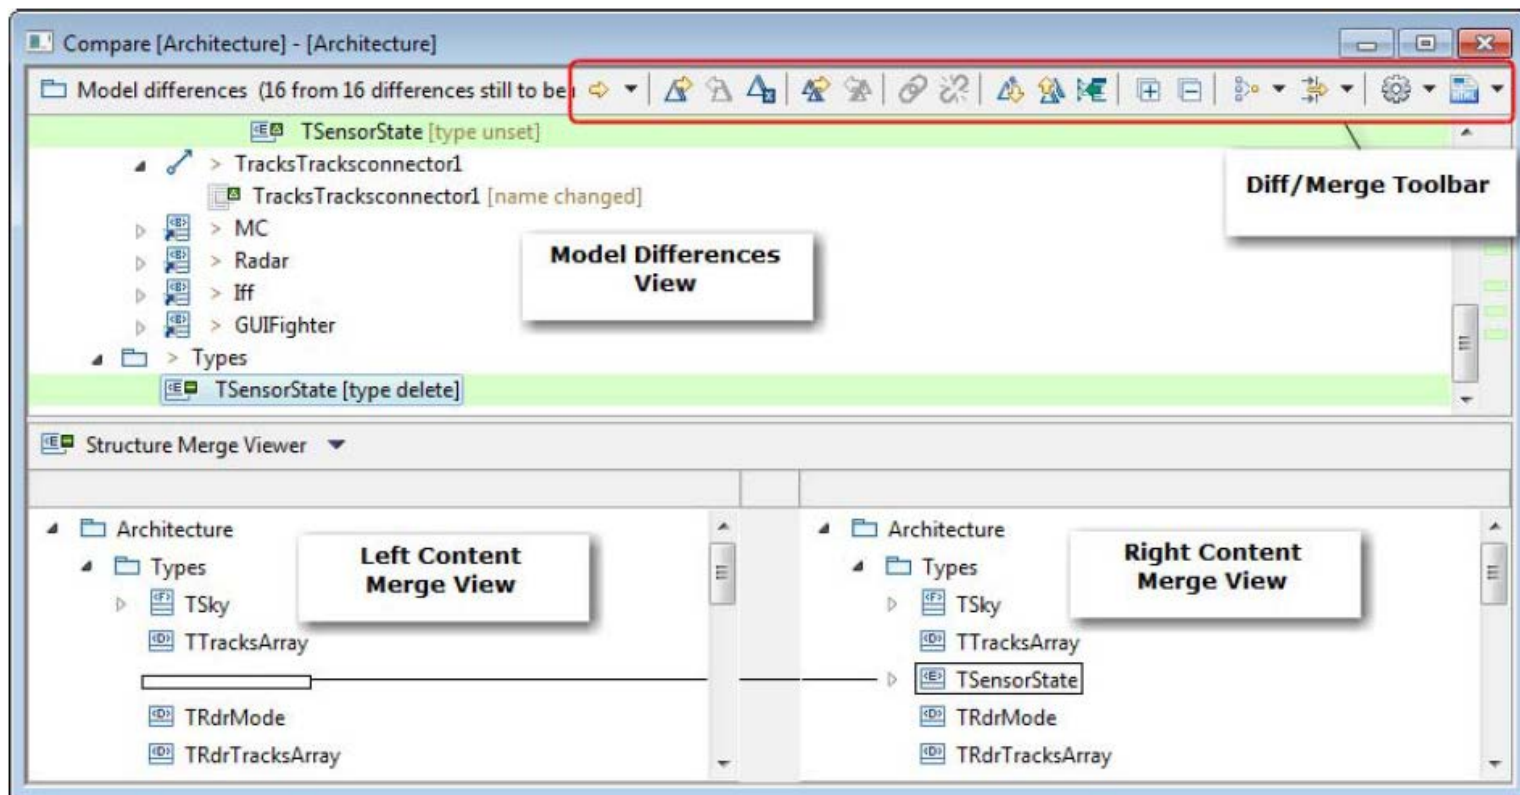 Compare [Architecture] - [Architecture]
Model differences (16 from 16 differences still to be
TSensorState [type unset]
> TracksTracksconnector1
TracksTracksconnector1 [name changed]
> MC
> Radar
> Iff
> GUIFighter
> Types
TSensorState [type delete]
Diff/Merge Toolbar
Model Differences
View
Structure Merge Viewer
Architecture
Types
TSky
TTracksArray
TRdrMode
TRdrTracksArray
Left Content
Merge View
Architecture
Types
TSky
TTracksArray
TSensorState
TRdrMode
TRdrTracksArray
Right Content
Merge View